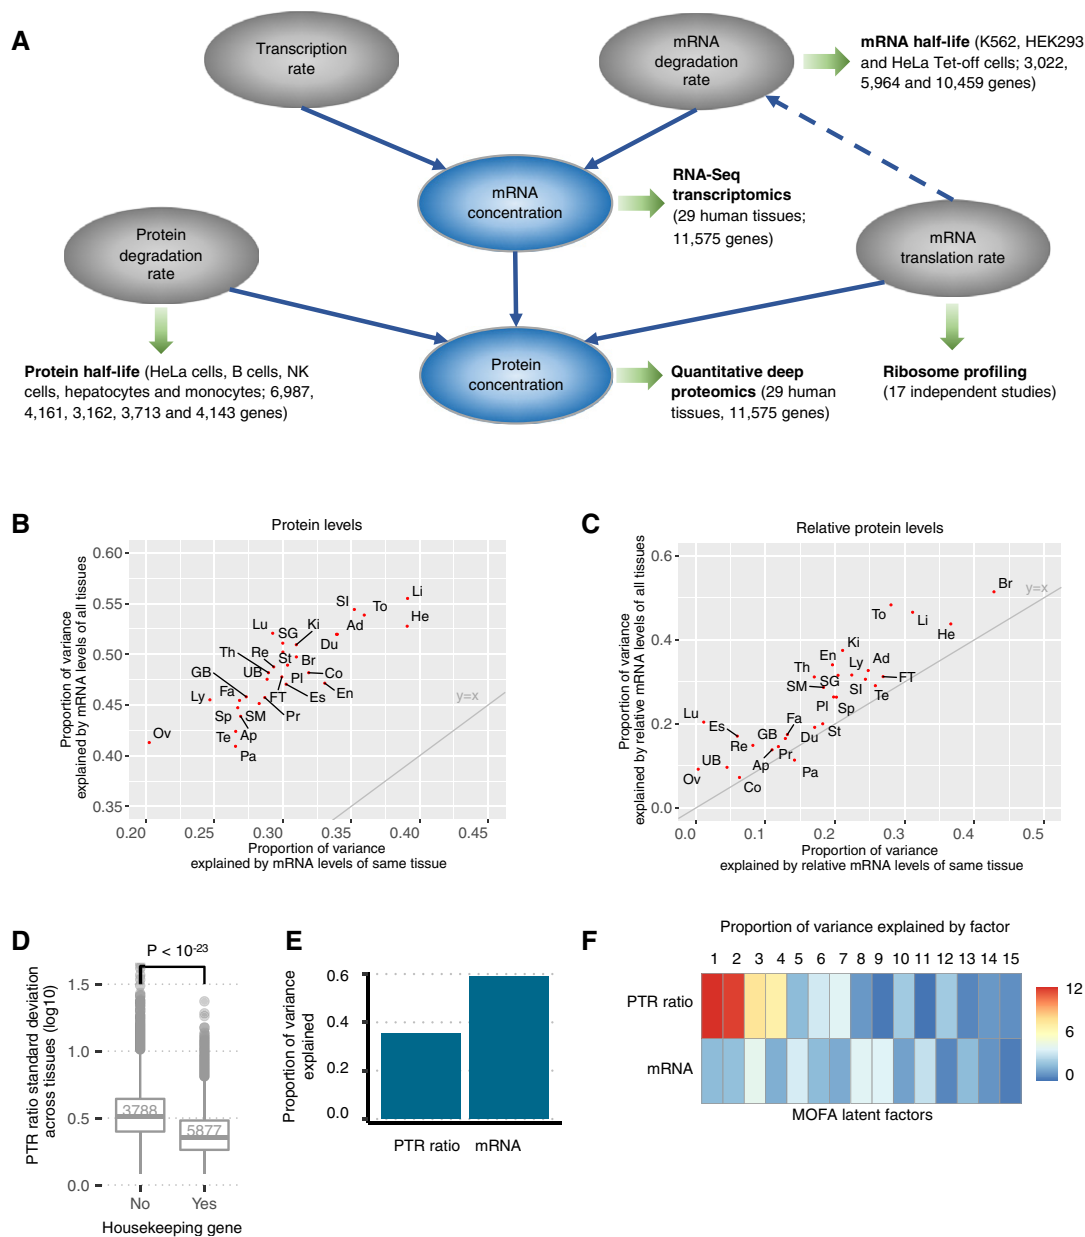 A
Transcription
rate
mRNA
degradation
rate
mRNA half-life (K562, HEK293
and HeLa Tet-off cells; 3,022,
5,964 and 10,459 genes)
mRNA
concentration
RNA-Seq
transcriptomics
(29 human tissues;
11,575 genes)
Protein
degradation
rate
mRNA
translation rate
Protein half-life (HeLa cells, B cells, NK
cells, hepatocytes and monocytes; 6,987,
4,161, 3,162, 3,713 and 4,143 genes)
Protein
concentration
Quantitative deep
proteomics (29 human
tissues, 11,575 genes)
Ribosome profiling
(17 independent studies)
B
Protein levels
Proportion of variance
explained by mRNA levels of all tissues
0.60
0.55
0.50
0.45
0.40
0.35
Li
SI
To
He
Ad
Lu
SG
Ki
Du
Th
Re
St
Br
GB
UB
PI
Co
Ly
Fa
FT
Es
En
Sp
SM
Pr
Ov
Te
Ap
Pa
y=x
0.20
0.25
0.30
0.35
0.40
0.45
Proportion of variance
explained by mRNA levels of same tissue
C
Relative protein levels
Proportion of variance
explained by relative mRNA levels of all tissues
0.6
0.4
0.2
0.0
Br
y=x
To
Li
He
Ki
En
Ly
Ad
Th
FT
SM
SG
SI
Te
PI
Sp
Lu
Es
Fa
GB
Du
St
Re
Pr
UB
Ap
Pa
Ov
Co
0.0
0.1
0.2
0.3
0.4
0.5
Proportion of variance
explained by relative mRNA levels of same tissue
D
P < 10-23
PTR ratio standard deviation
across tissues (log10)
1.5
1.0
0.5
0.0
3788
5877
No
Yes
Housekeeping gene
E
Proportion of variance
explained
0.6
0.4
0.2
0.0
PTR ratio
mRNA
F
Proportion of variance explained by factor
1 2 3 4 5 6 7 8 9 10 11 12 13 14 15
PTR ratio
mRNA
MOFA latent factors
12
6
0